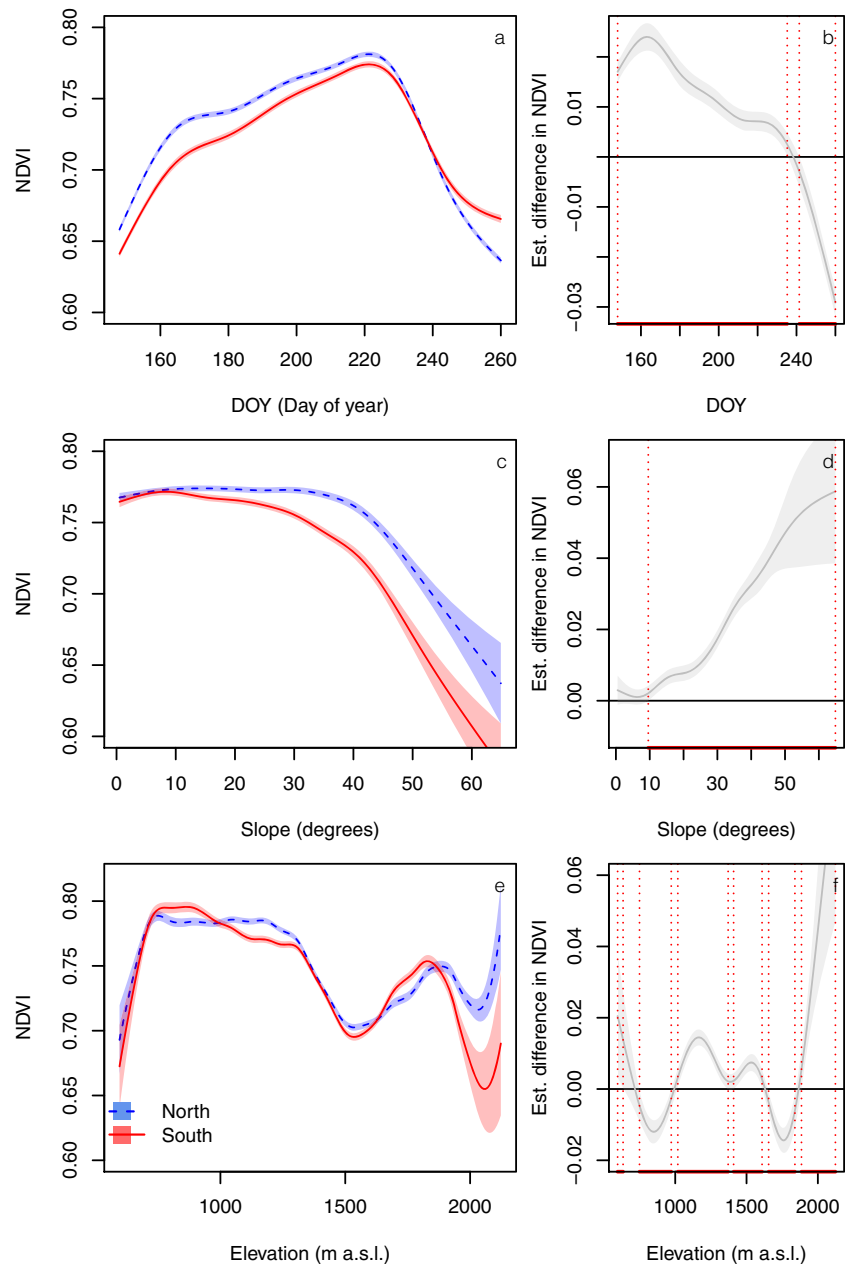 a
NDVI
0.60 0.65 0.70 0.75 0.80
160 180 200 220 240 260
DOY (Day of year)
b
Est. difference in NDVI
−0.03 −0.01 0.01
160 200 240
DOY
c
NDVI
0.60 0.65 0.70 0.75 0.80
0 10 20 30 40 50 60
Slope (degrees)
d
Est. difference in NDVI
0.00 0.02 0.04 0.06
0 10 30 50
Slope (degrees)
e
NDVI
0.60 0.65 0.70 0.75 0.80
North
South
1000 1500 2000
Elevation (m a.s.l.)
f
Est. difference in NDVI
−0.02 0.00 0.02 0.04 0.06
1000 1500 2000
Elevation (m a.s.l.)